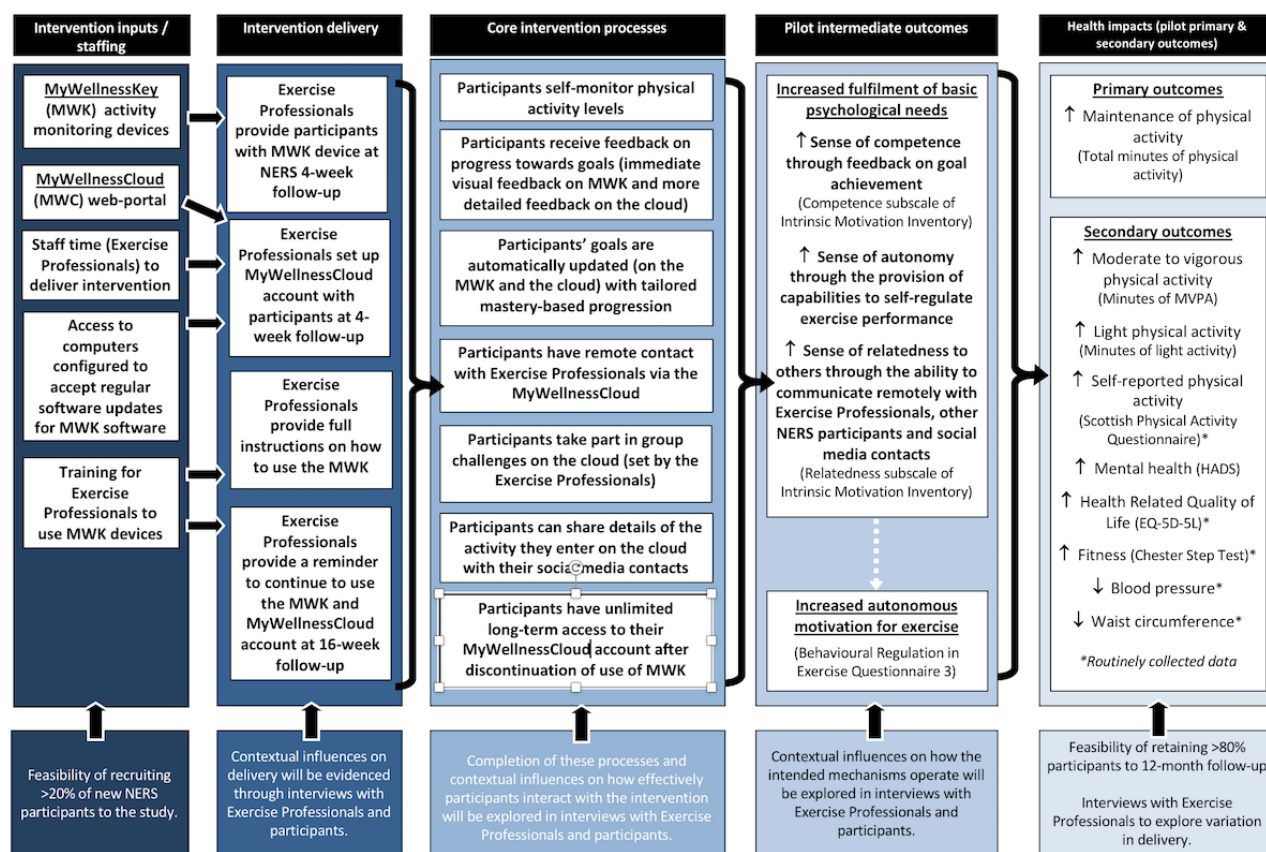 Intervention inputs /
staffing
MyWellnessKey
(MWK) activity
monitoring devices
MyWellnessCloud
(MWC) web-portal
Staff time (Exercise
Professionals) to
deliver intervention
Access to
computers
configured to
accept regular
software updates
for MWK software
Training for
Exercise
Professionals to
use MWK devices
Feasibility of recruiting
>20% of new NERS
participants to the study.
Intervention delivery
Exercise
Professionals
provide participants
with MWK device at
NERS 4-week
follow-up
Exercise
Professionals set up
MyWellnessCloud
account with
participants at 4-
week follow-up
Exercise
Professionals
provide full
instructions on how
to use the MWK
Exercise
Professionals
provide a reminder
to continue to use
the MWK and
MyWellnessCloud
account at 16-week
follow-up
Contextual influences on
delivery will be evidenced
through interviews with
Exercise Professionals and
participants.
Core intervention processes
Participants self-monitor physical
activity levels
Participants receive feedback on
progress towards goals (immediate
visual feedback on MWK and more
detailed feedback on the cloud)
Participants’ goals are
automatically updated (on the
MWK and the cloud) with tailored
mastery-based progression
Participants have remote contact
with Exercise Professionals via the
MyWellnessCloud
Participants take part in group
challenges on the cloud (set by the
Exercise Professionals)
Participants can share details of the
activity they enter on the cloud
with their social media contacts
Participants have unlimited
long-term access to their
MyWellnessCloud account after
discontinuation of use of MWK
Completion of these processes and
contextual influences on how effectively
participants interact with the intervention
will be explored in interviews with Exercise
Professionals and participants.
Pilot intermediate outcomes
Increased fulfilment of basic
psychological needs
↑ Sense of competence
through feedback on goal
achievement
(Competence subscale of
Intrinsic Motivation Inventory)
↑ Sense of autonomy
through the provision of
capabilities to self-regulate
exercise performance
↑ Sense of relatedness to
others through the ability to
communicate remotely with
Exercise Professionals, other
NERS participants and social
media contacts
(Relatedness subscale of
Intrinsic Motivation Inventory)
Increased autonomous
motivation for exercise
(Behavioural Regulation in
Exercise Questionnaire 3)
Contextual influences on how the
intended mechanisms operate will
be explored in interviews with
Exercise Professionals and
participants.
Health impacts (pilot primary &
secondary outcomes)
Primary outcomes
↑ Maintenance of physical
activity
(Total minutes of physical
activity)
Secondary outcomes
↑ Moderate to vigorous
physical activity
(Minutes of MVPA)
↑ Light physical activity
(Minutes of light activity)
↑ Self-reported physical
activity
(Scottish Physical Activity
Questionnaire)*
↑ Mental health (HADS)
↑ Health Related Quality of
Life (EQ-5D-5L)*
↑ Fitness (Chester Step Test)*
↓ Blood pressure*
↓ Waist circumference*
*Routinely collected data
Feasibility of retaining >80%
participants to 12-month follow-up
Interviews with Exercise
Professionals to explore variation
in delivery.